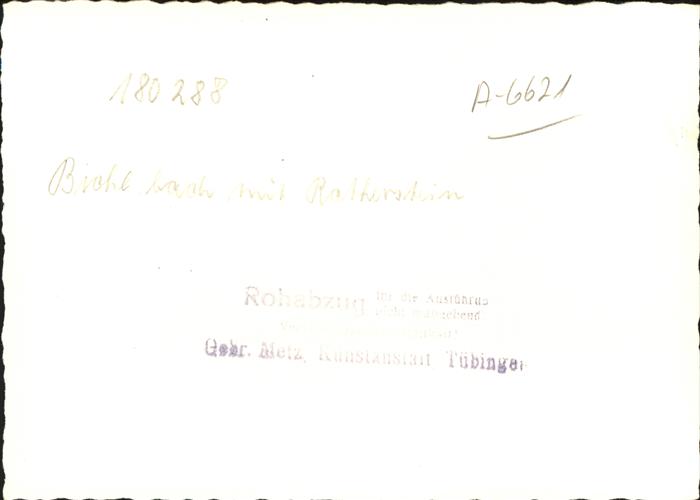 180288
A-6621
Bichlbach mit Rotherstein
Rohabzug für die Ausführung
nicht maßgebend
Gebr. Metz, Kunstanstalt Tübingen